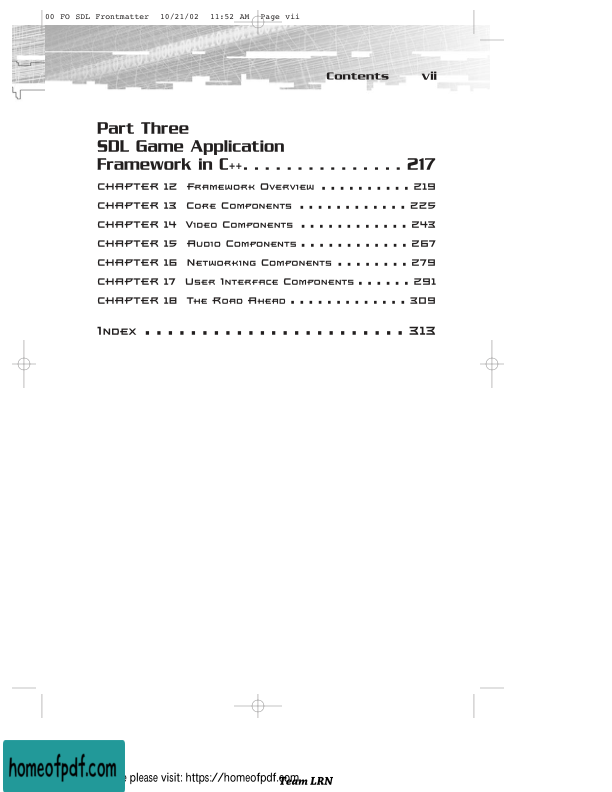 00 FO SDL Frontmatter 10/21/02 11:52 AM Page vii
Contents vii
Part Three
SDL Game Application
Framework in C++. . . . . . . . . . . . . . . . 217
CHAPTER 12 Framework Overview . . . . . . . . . . 219
CHAPTER 13 Core Components . . . . . . . . . . . . 225
CHAPTER 14 Video Components . . . . . . . . . . . . 243
CHAPTER 15 Audio Components . . . . . . . . . . . . 267
CHAPTER 16 Networking Components . . . . . . . . 279
CHAPTER 17 User Interface Components . . . . . . 291
CHAPTER 18 The Road Ahead . . . . . . . . . . . . . 309
Index . . . . . . . . . . . . . . . . . . . . . . . 313
homeofpdf.com
please visit: https://homeofpdf.com
Team LRN